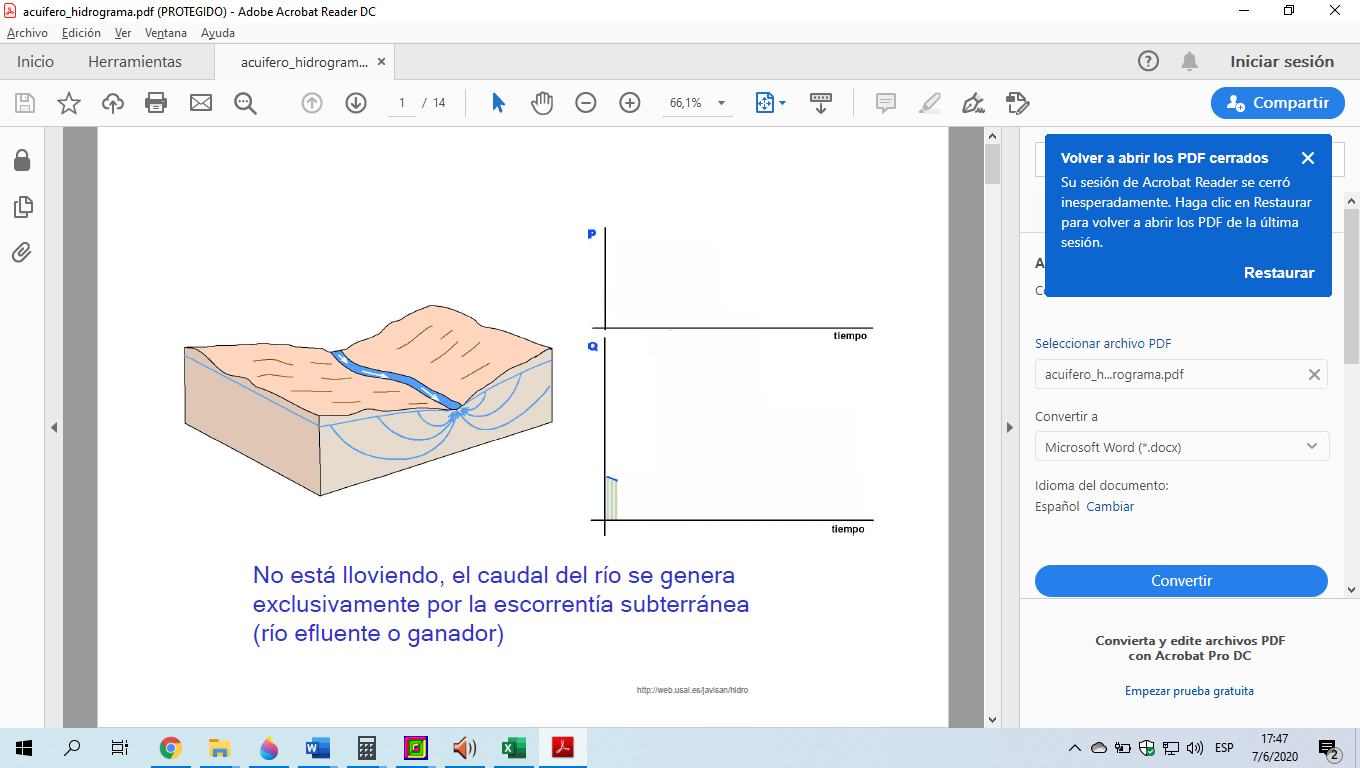 acuifero_hidrograma.pdf (PROTEGIDO) - Adobe Acrobat Reader DC
Archivo Edición Ver Ventana Ayuda
Inicio Herramientas acuifero_hidrogram... Iniciar sesión
1 / 14 66,1% Compartir
Volver a abrir los PDF cerrados
Su sesión de Acrobat Reader se cerró
inesperadamente. Haga clic en Restaurar
para volver a abrir los PDF de la última
sesión.
Restaurar
P
tiempo
Q
tiempo
No está lloviendo, el caudal del río se genera
exclusivamente por la escorrentía subterránea
(río efluente o ganador)
http://web.usal.es/javisan/hidro
Seleccionar archivo PDF
acuifero_h...rograma.pdf
Convertir a
Microsoft Word (*.docx)
Idioma del documento:
Español Cambiar
Convertir
Convierta y edite archivos PDF
con Acrobat Pro DC
Empezar prueba gratuita
ESP
17:47
7/6/2020
2